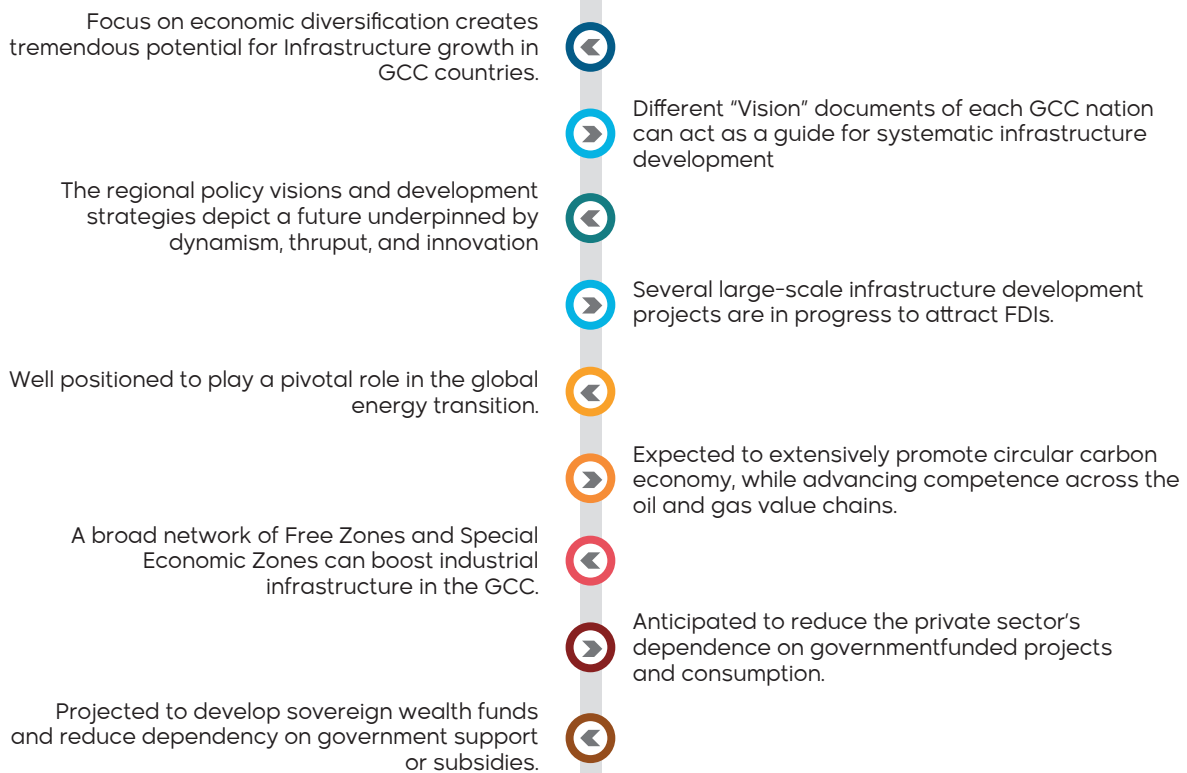 Focus on economic diversification creates
tremendous potential for Infrastructure growth in
GCC countries.
Different “Vision” documents of each GCC nation
can act as a guide for systematic infrastructure
development
The regional policy visions and development
strategies depict a future underpinned by
dynamism, thruput, and innovation
Several large-scale infrastructure development
projects are in progress to attract FDIs.
Well positioned to play a pivotal role in the global
energy transition.
Expected to extensively promote circular carbon
economy, while advancing competence across the
oil and gas value chains.
A broad network of Free Zones and Special
Economic Zones can boost industrial
infrastructure in the GCC.
Anticipated to reduce the private sector’s
dependence on governmentfunded projects
and consumption.
Projected to develop sovereign wealth funds
and reduce dependency on government support
or subsidies.